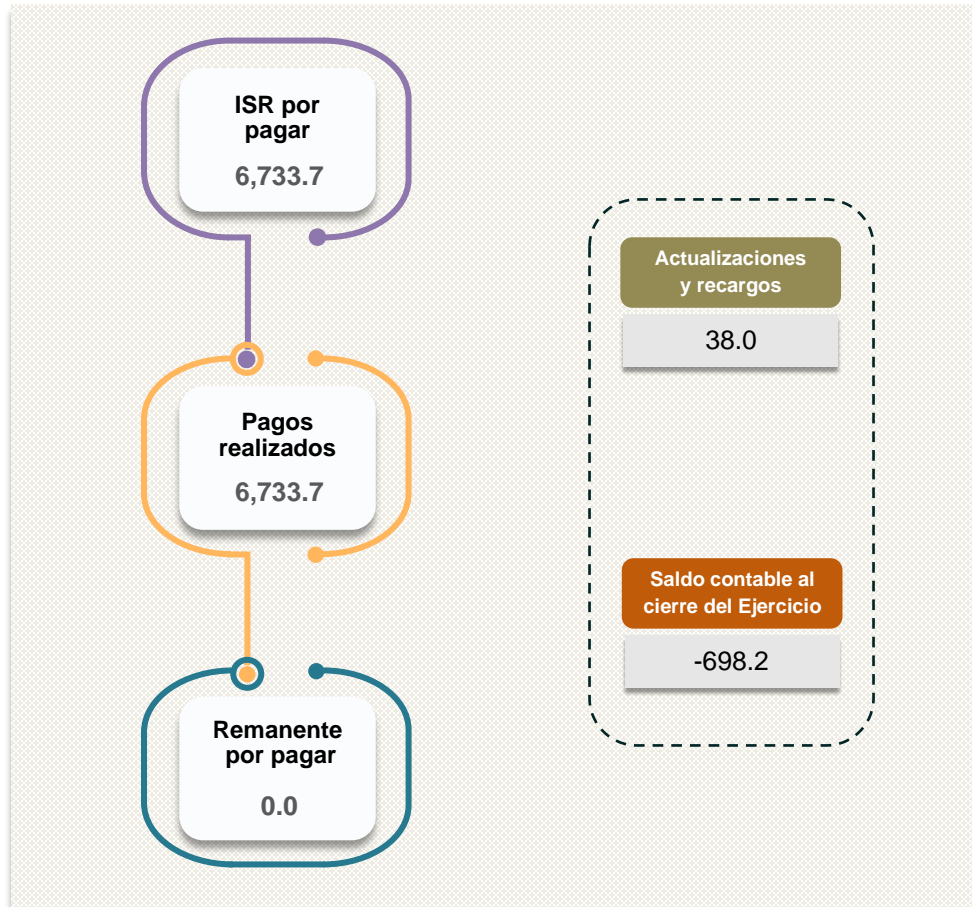 ISR por
pagar
6,733.7
Pagos
realizados
6,733.7
Remanente
por pagar
0.0
Actualizaciones
y recargos
38.0
Saldo contable al
cierre del Ejercicio
-698.2